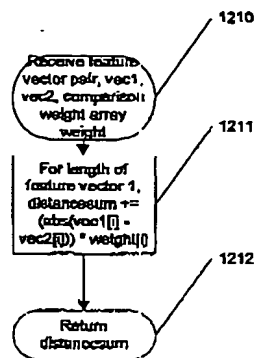 1210
Receive feature
vector pair, vec1,
vec2, comparison
weight array
weight
1211
For length of
feature vector 1,
distancesum +=
(abs(vec1[i] -
vec2[i])) * weight[i]
1212
Return
distancesum